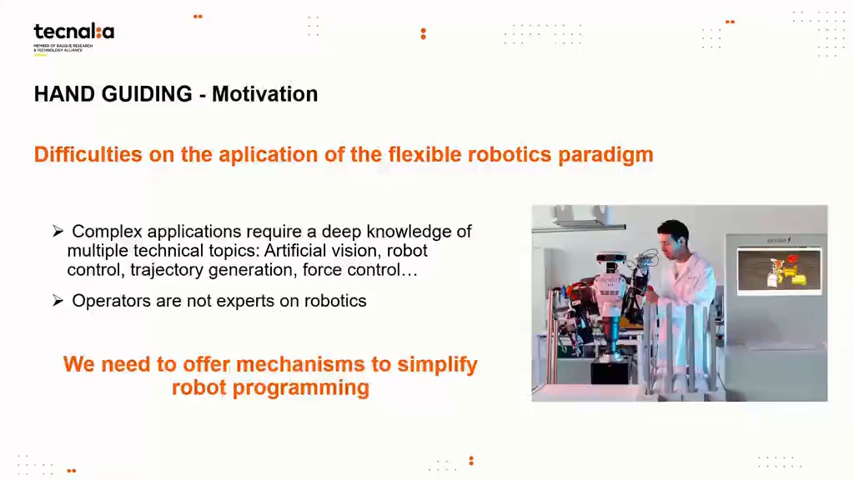 tecnal:a
MEMBER OF BASQUE RESEARCH
& TECHNOLOGY ALLIANCE
HAND GUIDING - Motivation
Difficulties on the aplication of the flexible robotics paradigm
Complex applications require a deep knowledge of
multiple technical topics: Artificial vision, robot
control, trajectory generation, force control…
Operators are not experts on robotics
We need to offer mechanisms to simplify
robot programming